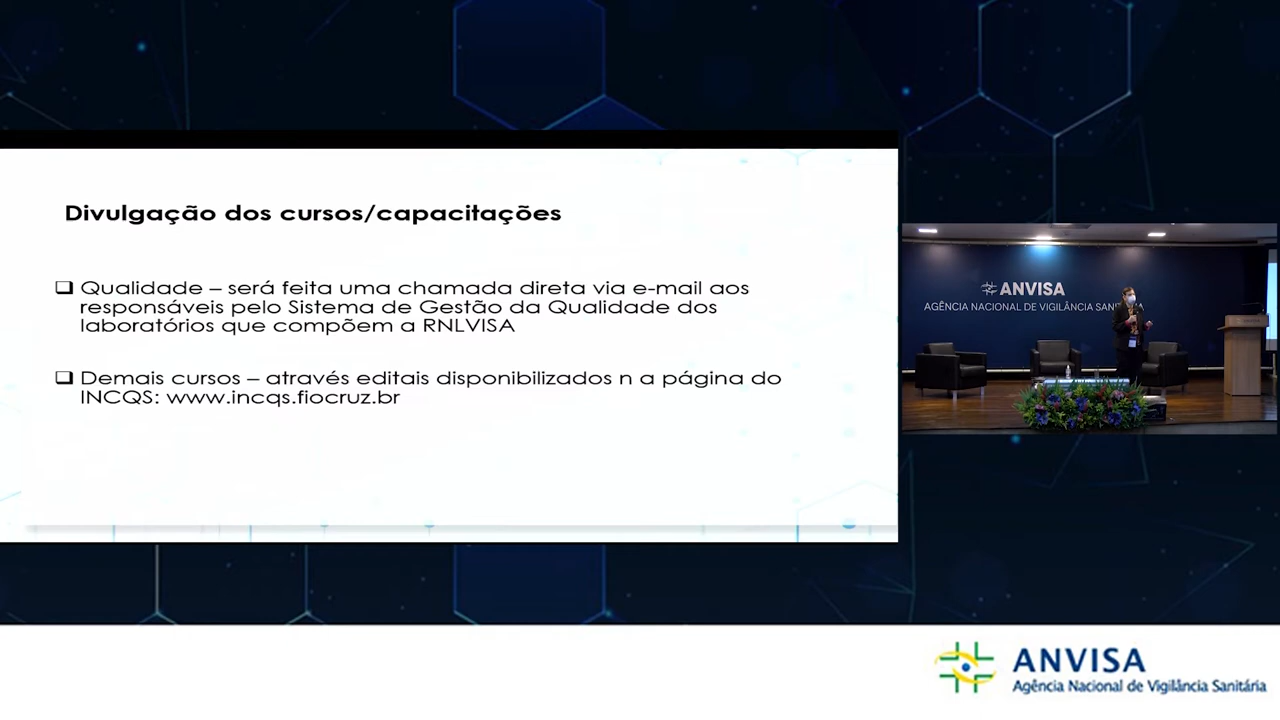 Divulgação dos cursos/capacitações
❑ Qualidade – será feita uma chamada direta via e-mail aos
responsáveis pelo Sistema de Gestão da Qualidade dos
laboratórios que compõem a RNLVISA
❑ Demais cursos – através editais disponibilizados n a página do
INCQS: www.incqs.fiocruz.br
ANVISA
AGÊNCIA NACIONAL DE VIGILÂNCIA
ANVISA
Agência Nacional de Vigilância Sanitária